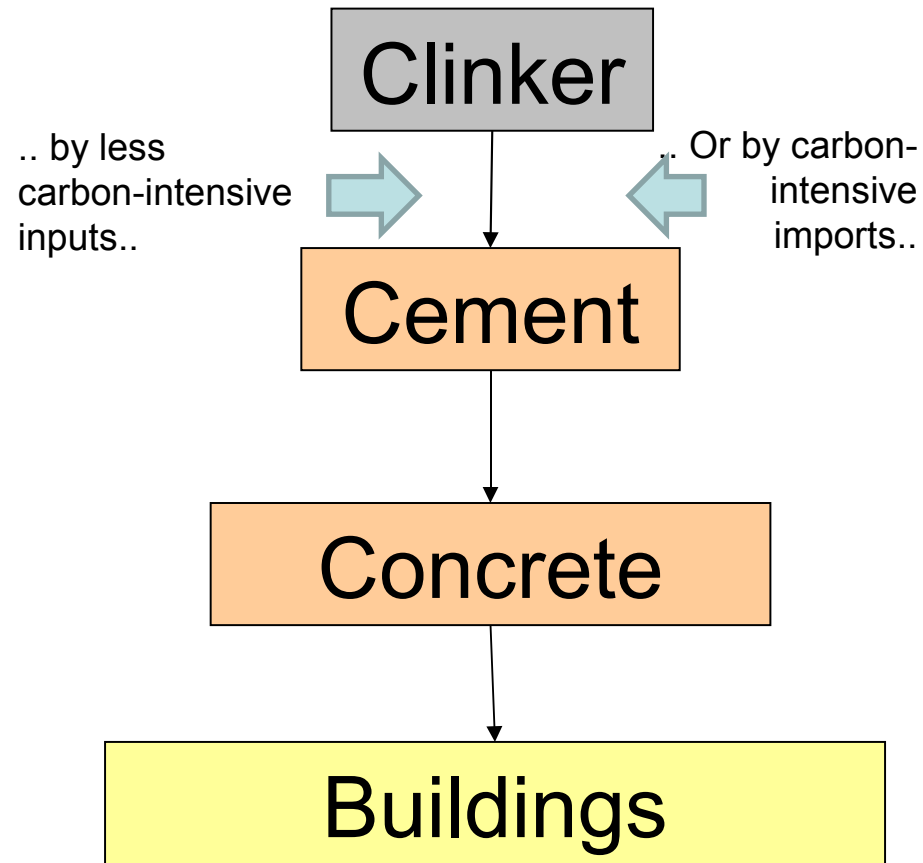 Clinker
.. by less
carbon-intensive
inputs..
.. Or by carbon-
intensive
imports..
Cement
Concrete
Buildings